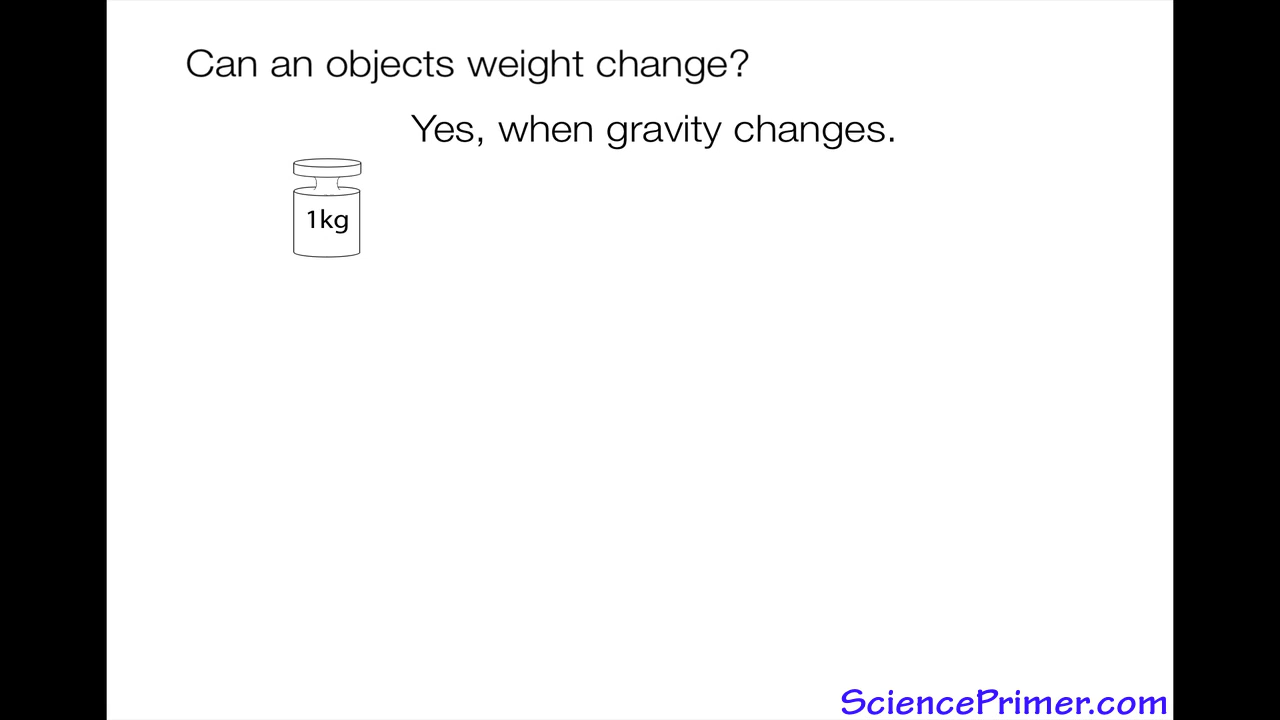 Can an objects weight change?
Yes, when gravity changes.
1kg
SciencePrimer.com